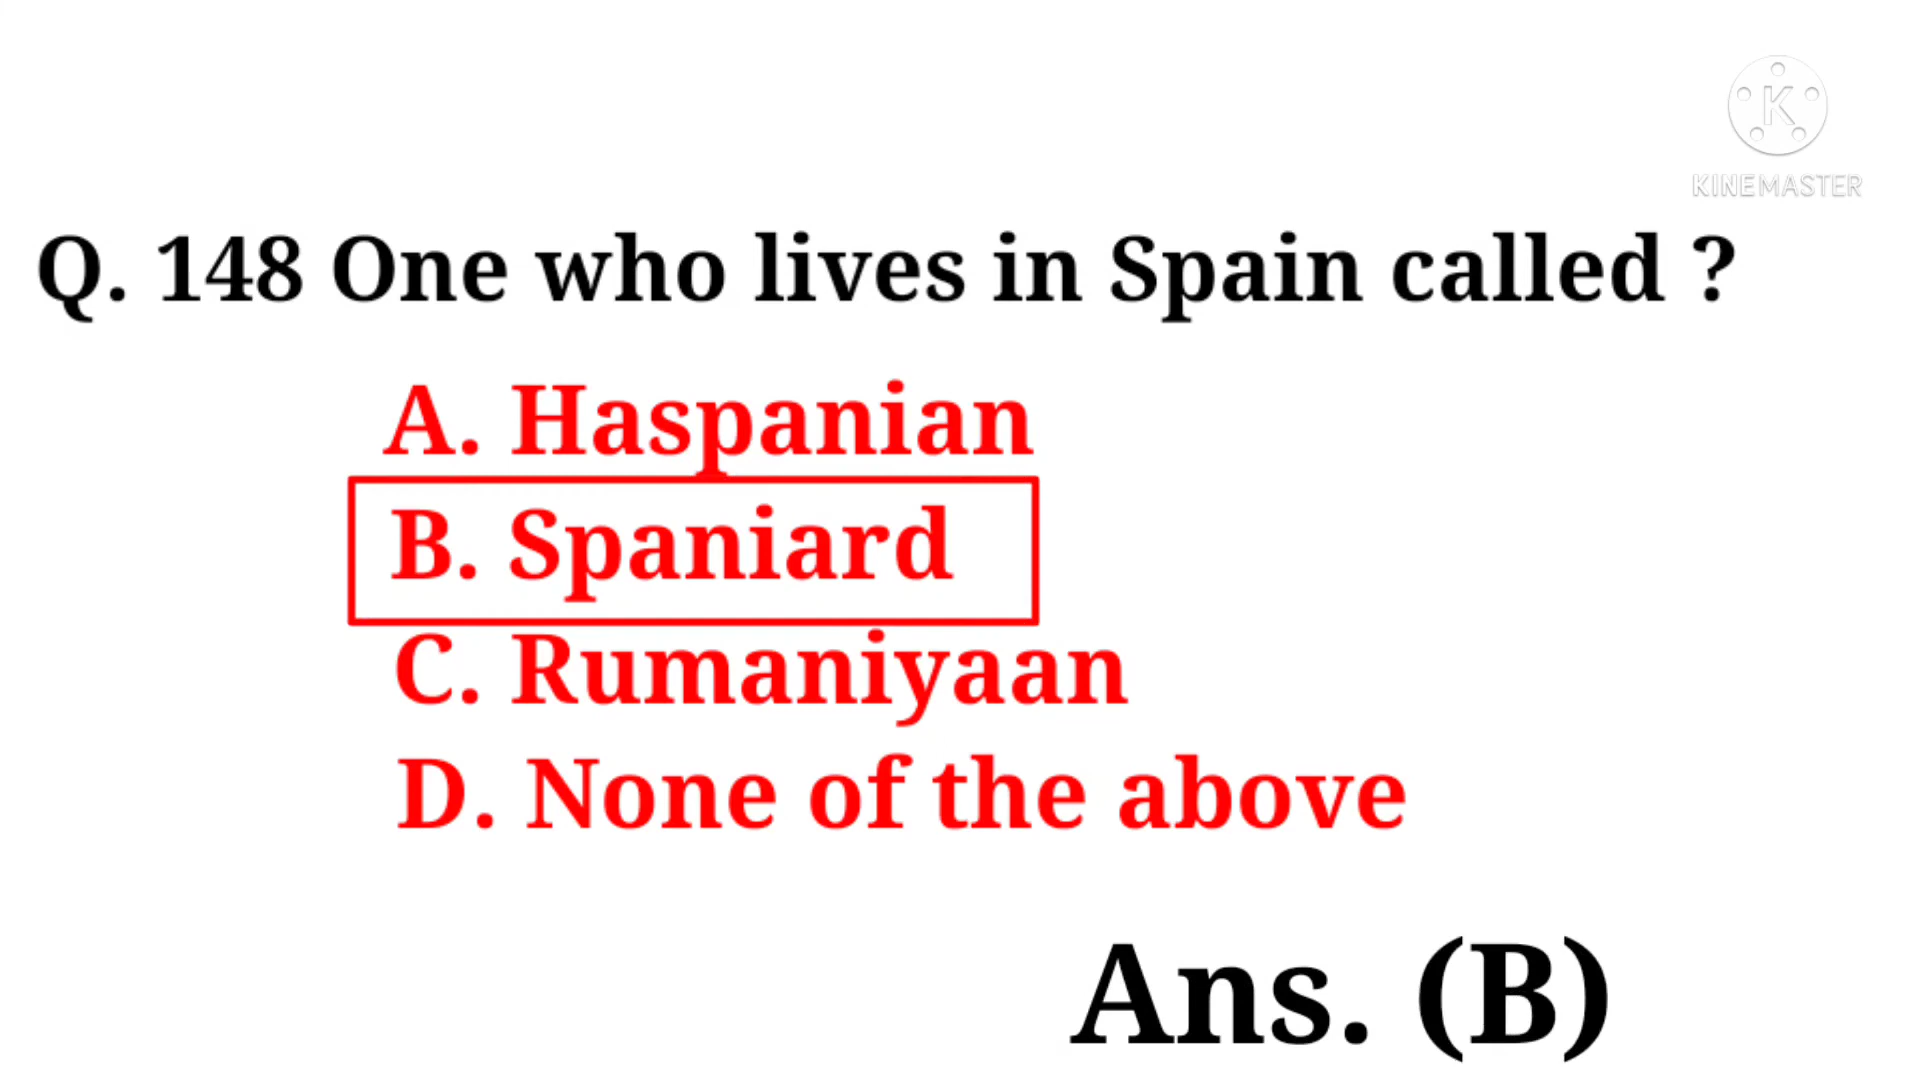 K
KINEMASTER
Q. 148 One who lives in Spain called ?
A. Haspanian
B. Spaniard
C. Rumaniyaan
D. None of the above
Ans. (B)